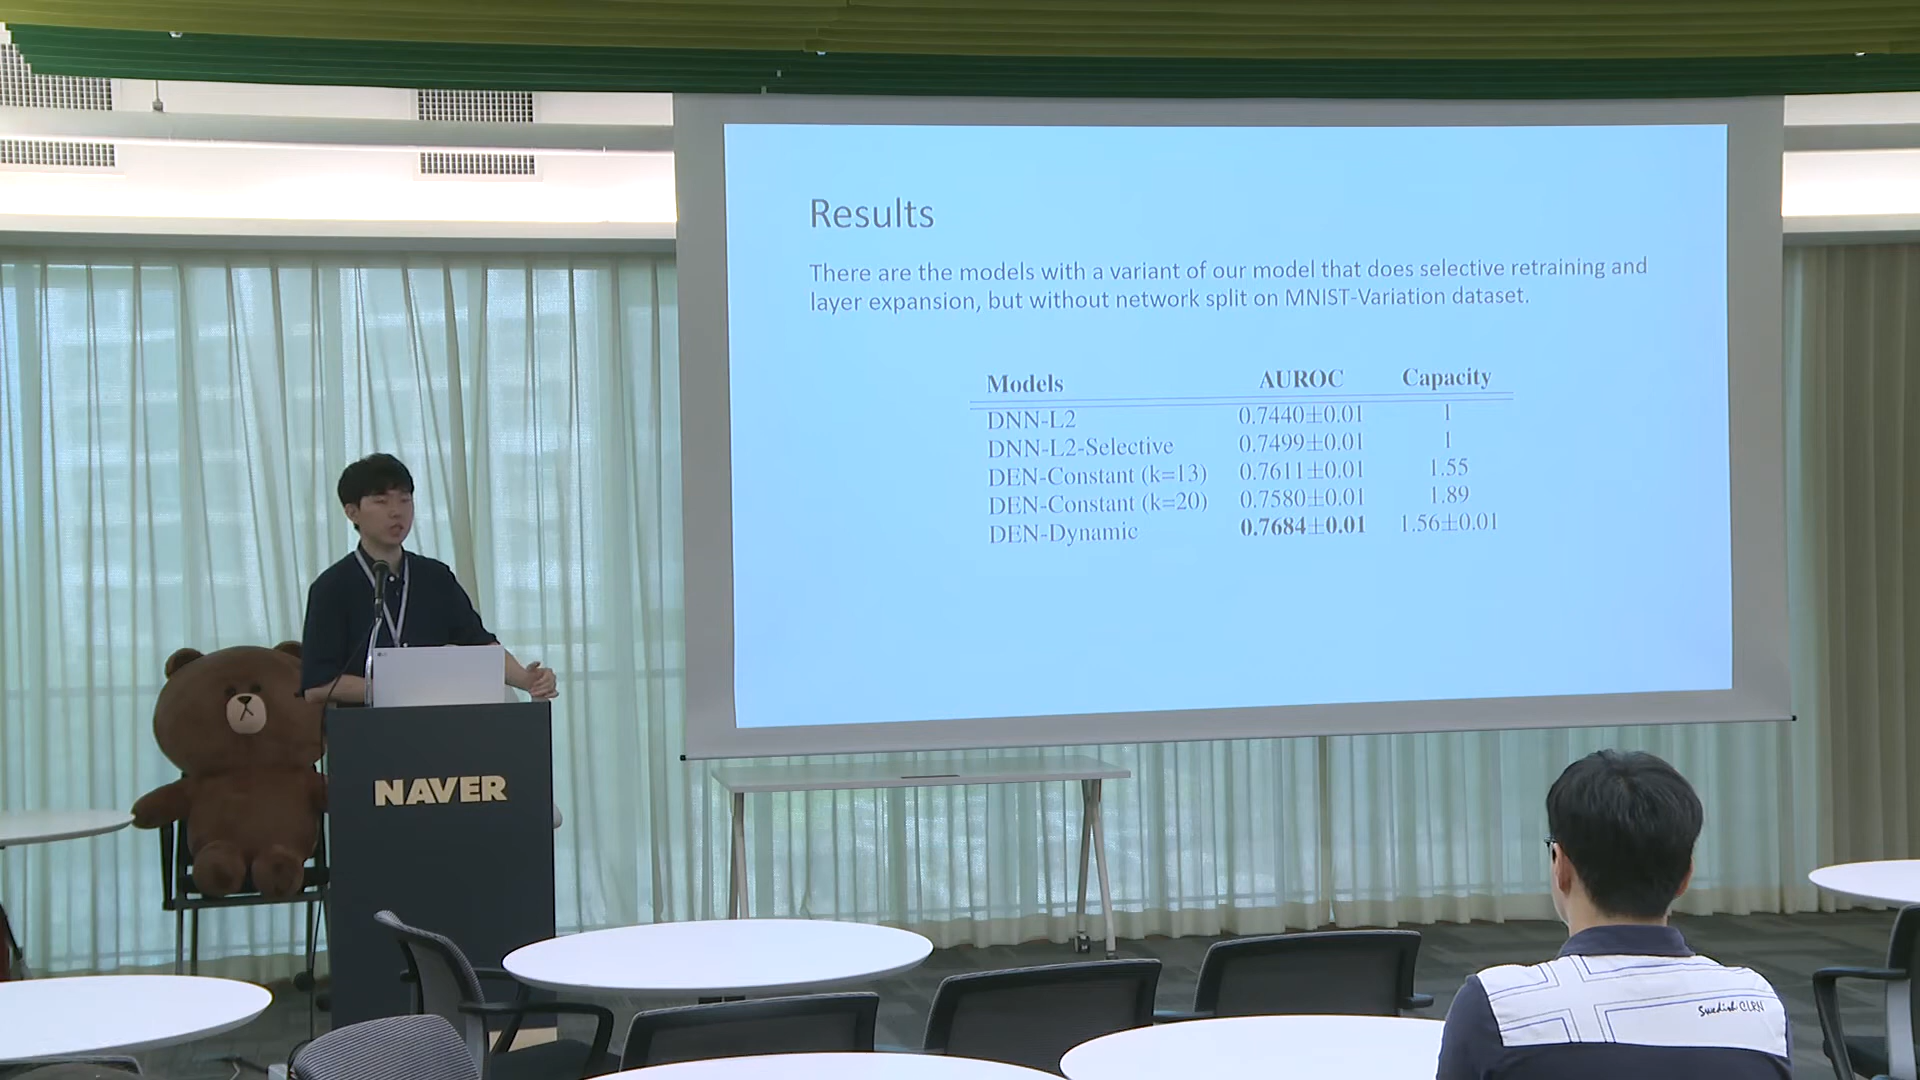 Results
There are the models with a variant of our model that does selective retraining and
layer expansion, but without network split on MNIST-Variation dataset.
Models AUROC Capacity
DNN-L2 0.7440±0.01 1
DNN-L2-Selective 0.7499±0.01 1
DEN-Constant (k=13) 0.7611±0.01 1.55
DEN-Constant (k=20) 0.7580±0.01 1.89
DEN-Dynamic 0.7684±0.01 1.56±0.01
NAVER
Swedish